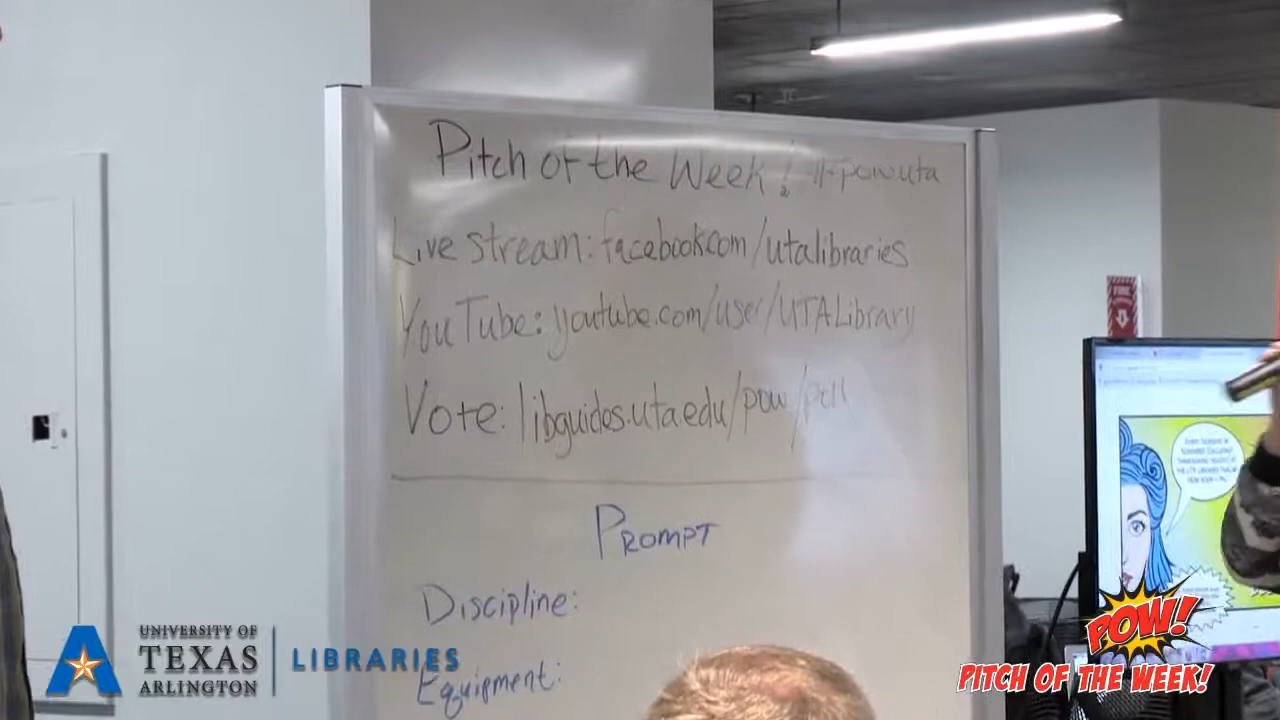 Pitch of the Week! #powuta
Live stream: facebook.com/utalibraries
YouTube: youtube.com/user/UTALibrary
Vote: libguides.uta.edu/pow/poll
PROMPT
Discipline:
Equipment:
FIRE
UNIVERSITY OF
TEXAS
ARLINGTON
LIBRARIES
POW!
PITCH OF THE WEEK!